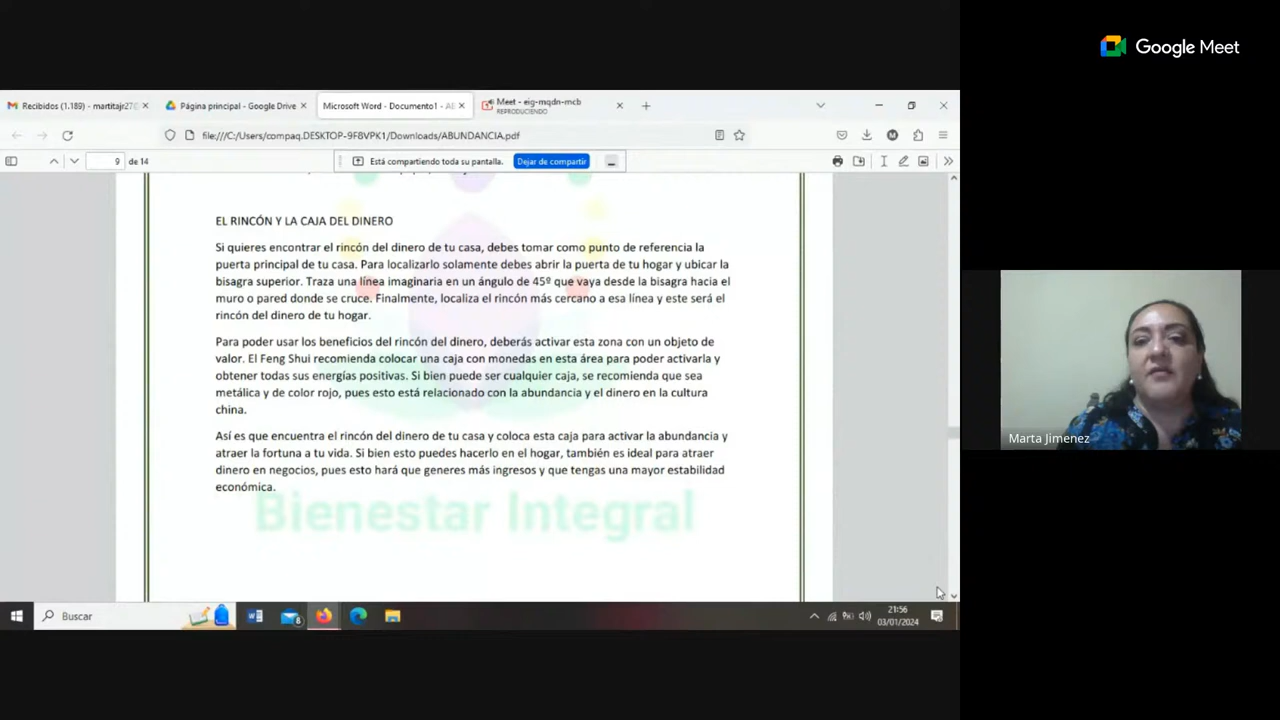 Google Meet
Recibidos (1.189) - martitajr27@
Página principal - Google Drive
Microsoft Word - Documento1 - AB
Meet - eig-mqdn-mcb
REPRODUCIENDO
file:///C:/Users/compaq.DESKTOP-9F8VPK1/Downloads/ABUNDANCIA.pdf
9 de 14
Está compartiendo toda su pantalla.
Dejar de compartir
EL RINCÓN Y LA CAJA DEL DINERO
Si quieres encontrar el rincón del dinero de tu casa, debes tomar como punto de referencia la
puerta principal de tu casa. Para localizarlo solamente debes abrir la puerta de tu hogar y ubicar la
bisagra superior. Traza una línea imaginaria en un ángulo de 45º que vaya desde la bisagra hacia el
muro o pared donde se cruce. Finalmente, localiza el rincón más cercano a esa línea y este será el
rincón del dinero de tu hogar.
Para poder usar los beneficios del rincón del dinero, deberás activar esta zona con un objeto de
valor. El Feng Shui recomienda colocar una caja con monedas en esta área para poder activarla y
obtener todas sus energías positivas. Si bien puede ser cualquier caja, se recomienda que sea
metálica y de color rojo, pues esto está relacionado con la abundancia y el dinero en la cultura
china.
Así es que encuentra el rincón del dinero de tu casa y coloca esta caja para activar la abundancia y
atraer la fortuna a tu vida. Si bien esto puedes hacerlo en el hogar, también es ideal para atraer
dinero en negocios, pues esto hará que generes más ingresos y que tengas una mayor estabilidad
económica.
Bienestar Integral
Marta Jimenez
Buscar
21:56
03/01/2024